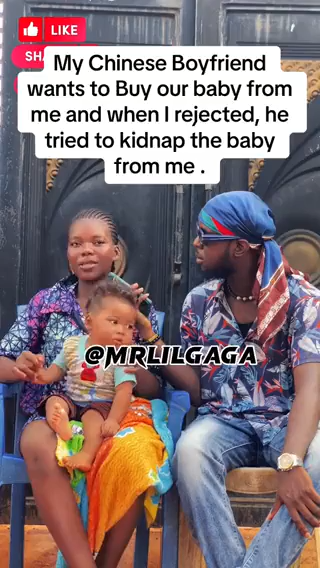 LIKE
SHA
My Chinese Boyfriend
wants to Buy our baby from
me and when I rejected, he
tried to kidnap the baby
from me .
@MRLILGAGA